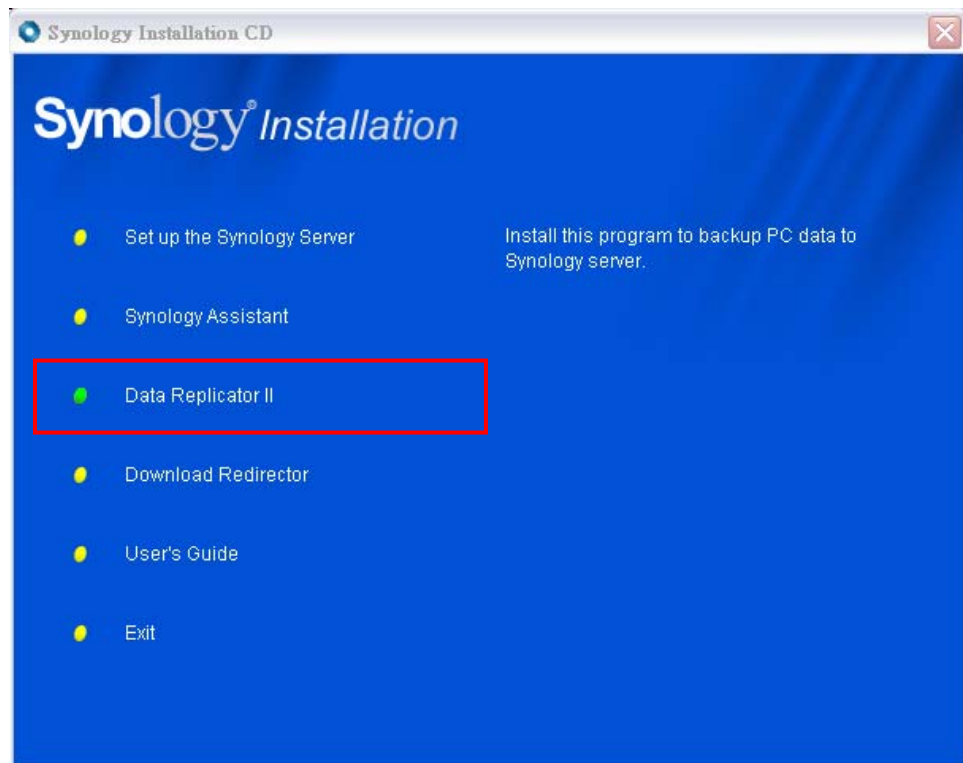 Synology Installation CD
Synology® Installation
Set up the Synology Server
Install this program to backup PC data to
Synology server.
Synology Assistant
Data Replicator II
Download Redirector
User's Guide
Exit